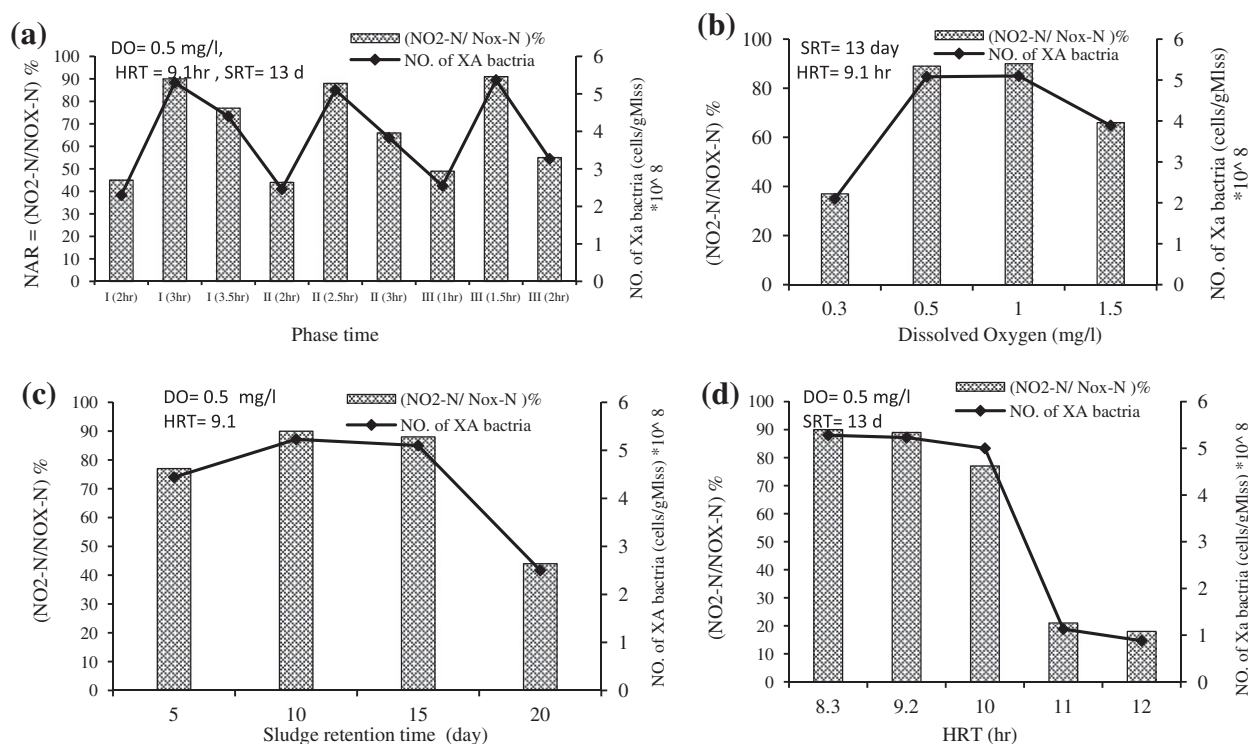 (a)
DO= 0.5 mg/l,
HRT = 9.1hr , SRT= 13 d
(NO2-N/ Nox-N )%
NO. of XA bactria
NAR = (NO2-N/NOX-N) %
100
90
80
70
60
50
40
30
20
10
0
6
5
4
3
2
1
0
NO. of Xa bactria (cells/gMlss)
*10^ 8
I (2hr) I (3hr) I (3.5hr) II (2hr) II (2.5hr) II (3hr) III (1hr) III (1.5hr) III (2hr)
Phase time
(b)
SRT = 13 day
HRT= 9.1 hr
(NO2-N/ Nox-N )%
NO. of XA bactria
(NO2-N/NOX-N) %
100
80
60
40
20
0
6
5
4
3
2
1
0
NO. of Xa bactria (cells/gMlss)
*10^ 8
0.3 0.5 1 1.5
Dissolved Oxygen (mg/l)
(c)
DO= 0.5 mg/l
HRT= 9.1
(NO2-N/ Nox-N )%
NO. of XA bactria
(NO2-N/NOX-N) %
100
90
80
70
60
50
40
30
20
10
0
6
5
4
3
2
1
0
NO. of XA bactria (cells/gMlss) *10^ 8
5 10 15 20
Sludge retention time (day)
(d)
DO= 0.5 mg/l
SRT= 13 d
(NO2-N/ Nox-N )%
NO. of XA bactria
(NO2-N/NOX-N) %
100
90
80
70
60
50
40
30
20
10
0
6
5
4
3
2
1
0
NO. of Xa bactria (cells/gMlss) *10^ 8
8.3 9.2 10 11 12
HRT (hr)